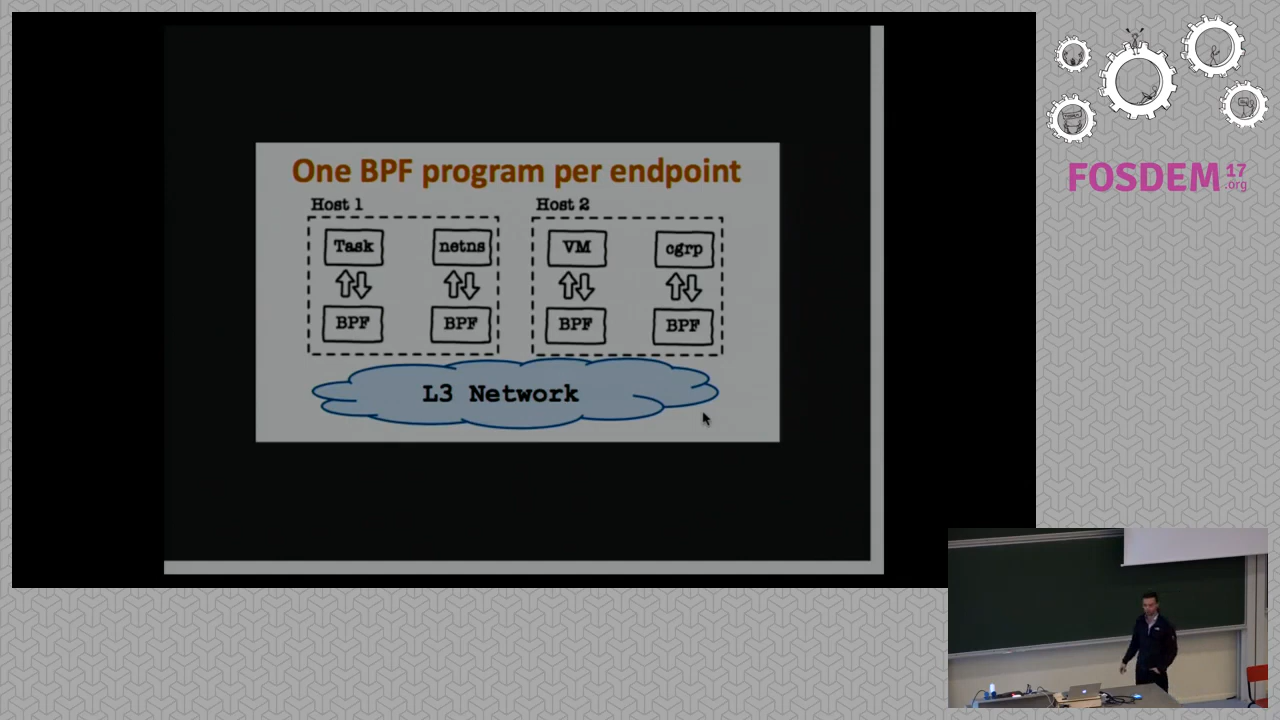 One BPF program per endpoint
Host 1
Host 2
Task
netns
VM
cgrp
BPF
BPF
BPF
BPF
L3 Network
FOSDEM 17
.org